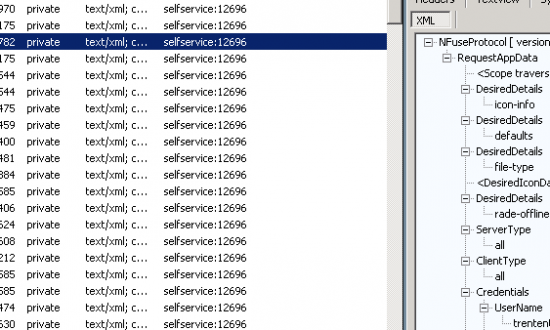 970 private text/xml; c... selfservice:12696
175 private text/xml; c... selfservice:12696
782 private text/xml; c... selfservice:12696
175 private text/xml; c... selfservice:12696
544 private text/xml; c... selfservice:12696
544 private text/xml; c... selfservice:12696
475 private text/xml; c... selfservice:12696
459 private text/xml; c... selfservice:12696
400 private text/xml; c... selfservice:12696
481 private text/xml; c... selfservice:12696
884 private text/xml; c... selfservice:12696
585 private text/xml; c... selfservice:12696
406 private text/xml; c... selfservice:12696
624 private text/xml; c... selfservice:12696
608 private text/xml; c... selfservice:12696
212 private text/xml; c... selfservice:12696
585 private text/xml; c... selfservice:12696
585 private text/xml; c... selfservice:12696
474 private text/xml; c... selfservice:12696
630 private text/xml; c... selfservice:12696
Headers TextView
XML
NFuseProtocol [ version
RequestAppData
<Scope travers
DesiredDetails
icon-info
DesiredDetails
defaults
DesiredDetails
file-type
<DesiredIconDa
DesiredDetails
rade-offline
ServerType
all
ClientType
all
Credentials
UserName
trentent